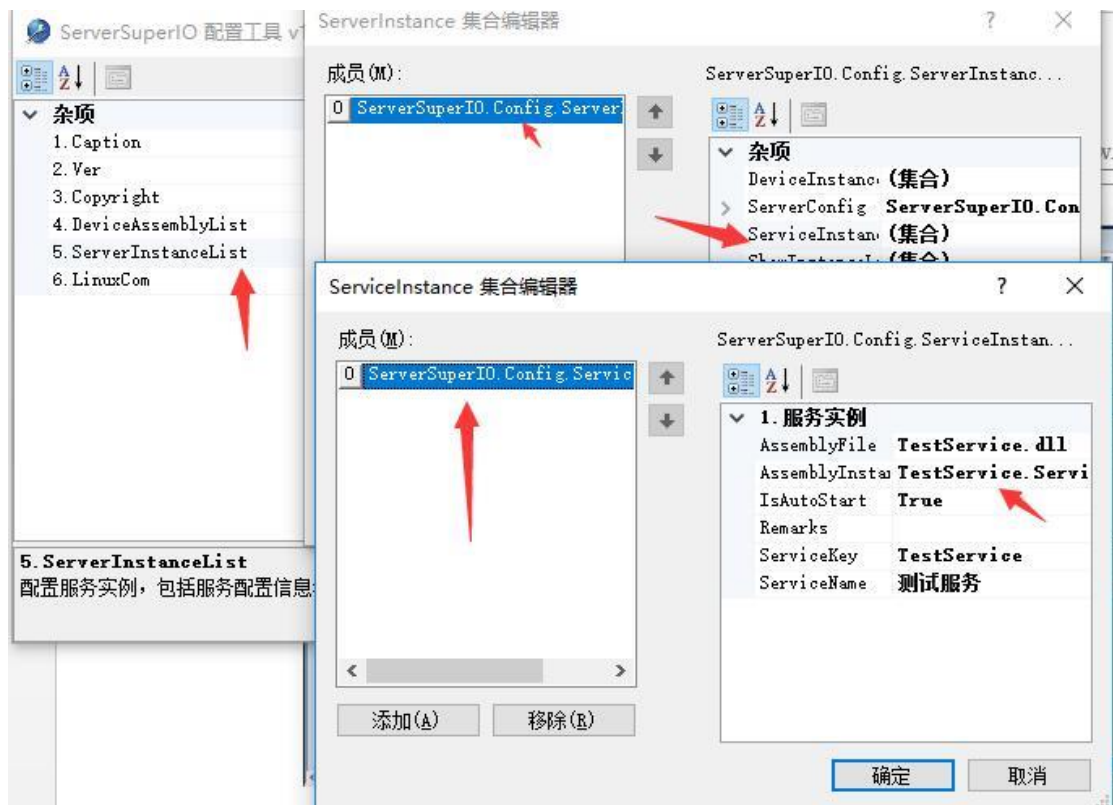 ServerSuperIO 配置工具 v
杂项
1.Caption
2.Ver
3.Copyright
4.DeviceAssemblyList
5.ServerInstanceList
6.LinuxCom
5.ServerInstanceList
配置服务实例，包括服务配置信息
ServerInstance 集合编辑器
?
成员(M)：
0 ServerSuperIO.Config.Server
ServerSuperIO.Config.ServerInstanc...
杂项
DeviceInstanc (集合)
ServerConfig ServerSuperIO.Con
ServiceInstan (集合)
(集合)
ServiceInstance 集合编辑器
?
成员(M)：
0 ServerSuperIO.Config.Servic
添加(A)
移除(R)
ServerSuperIO.Config.ServiceInstan...
1.服务实例
AssemblyFile TestService.dll
AssemblyInsta TestService.Servi
IsAutoStart True
Remarks
ServiceKey TestService
ServiceName 测试服务
确定
取消